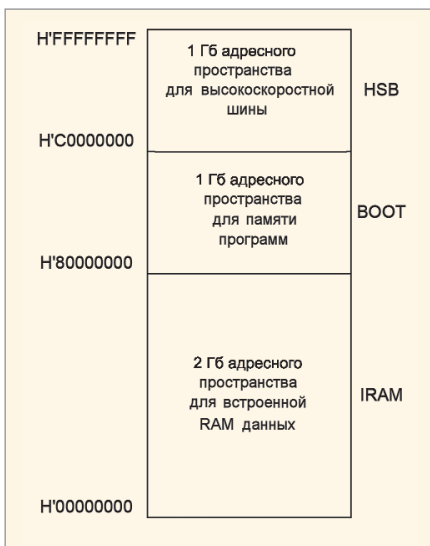 H'FFFFFFFF
1 Гб адресного
пространства
для высокоскоростной
шины
HSB
H'C0000000
1 Гб адресного
пространства
для памяти
программ
BOOT
H'80000000
2 Гб адресного
пространства
для встроенной
RAM данных
IRAM
H'00000000